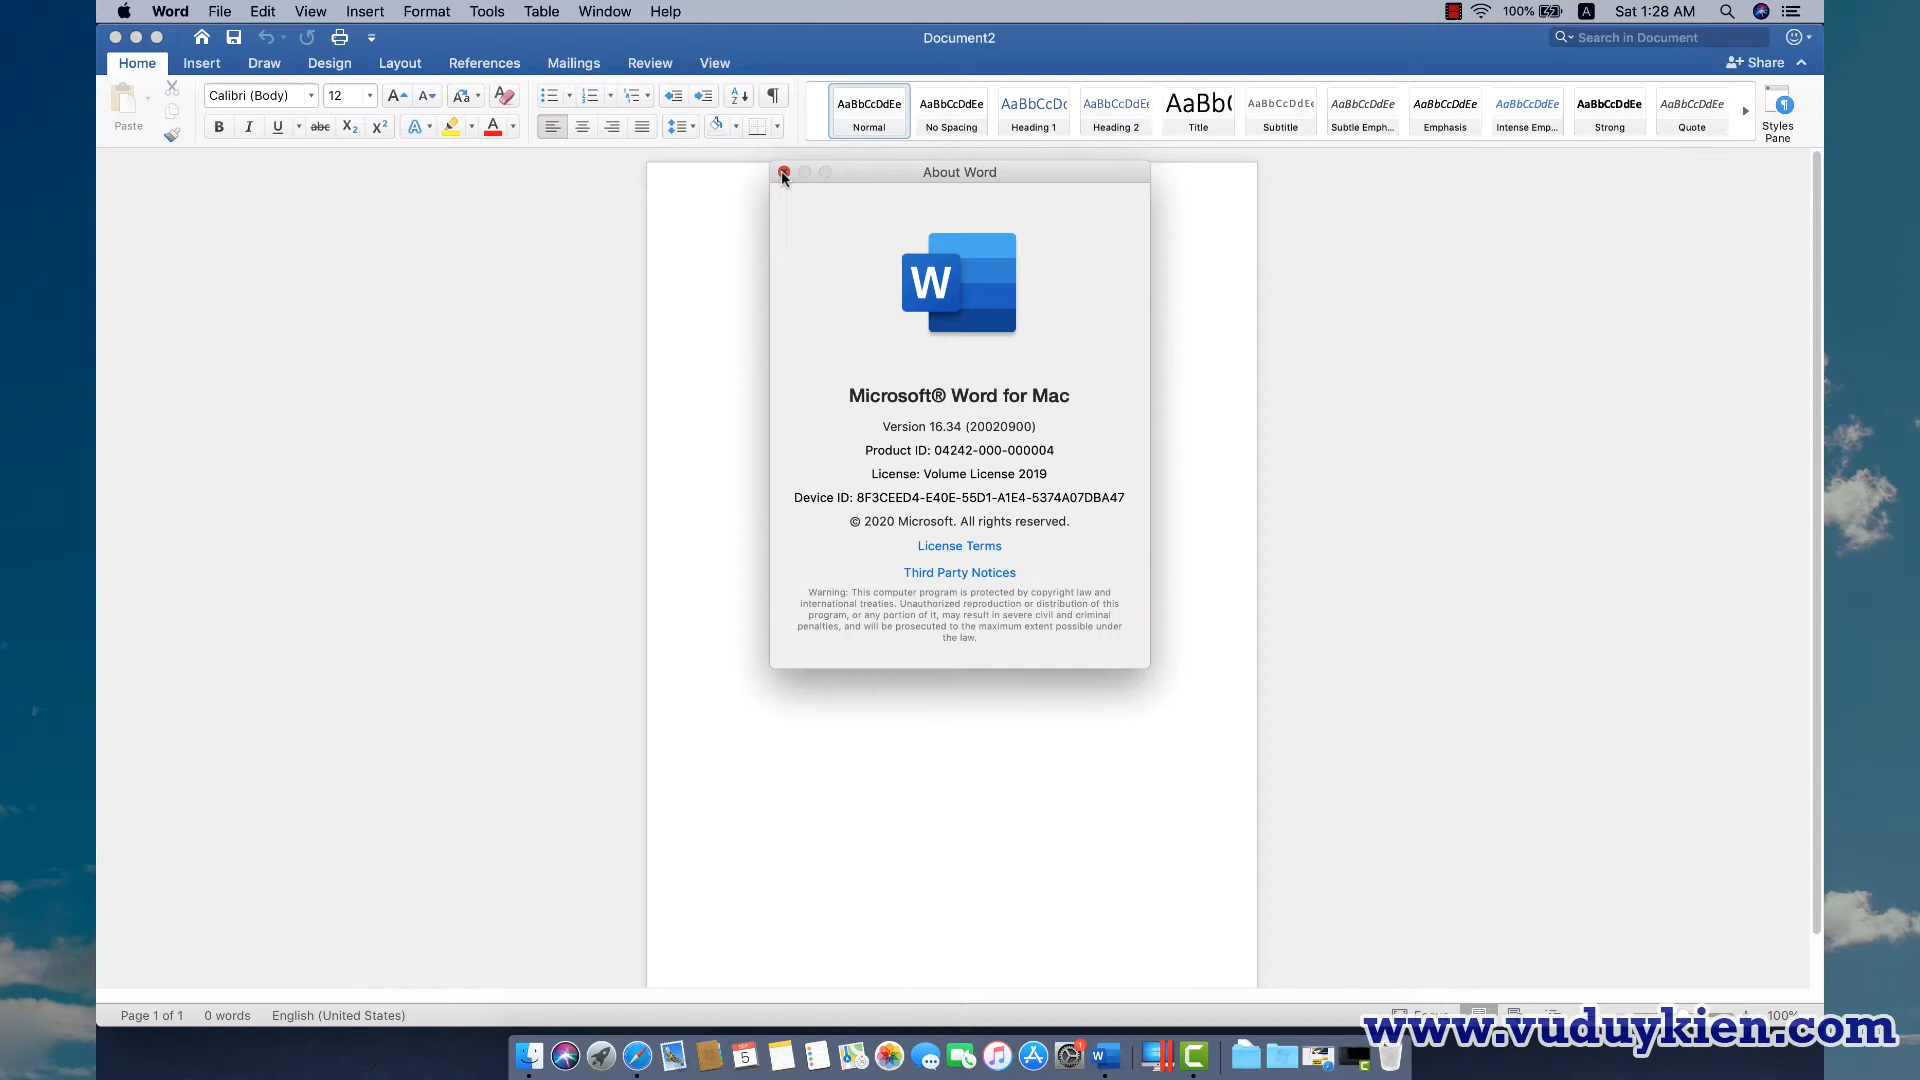 Word File Edit View Insert Format Tools Table Window Help
100% A Sat 1:28 AM
Document2
Search in Document
Home Insert Draw Design Layout References Mailings Review View
Share
Paste
Calibri (Body) 12
Aa
B I U abc X2 X2 A A
AaBbCcDdEe
Normal
AaBbCcDdEe
No Spacing
AaBbCcDc
Heading 1
AaBbCcDdEe
Heading 2
AaBb(
Title
AaBbCcDdEe
Subtitle
AaBbCcDdEe
Subtle Emph...
AaBbCcDdEe
Emphasis
AaBbCcDdEe
Intense Emp...
AaBbCcDdEe
Strong
AaBbCcDdEe
Quote
Styles
Pane
About Word
W
Microsoft® Word for Mac
Version 16.34 (20020900)
Product ID: 04242-000-000004
License: Volume License 2019
Device ID: 8F3CEED4-E40E-55D1-A1E4-5374A07DBA47
© 2020 Microsoft. All rights reserved.
License Terms
Third Party Notices
Warning: This computer program is protected by copyright law and
international treaties. Unauthorized reproduction or distribution of this
program, or any portion of it, may result in severe civil and criminal
penalties, and will be prosecuted to the maximum extent possible under
the law.
Page 1 of 1 0 words English (United States)
100%
www.vuduykien.com
SEP
5
1
W